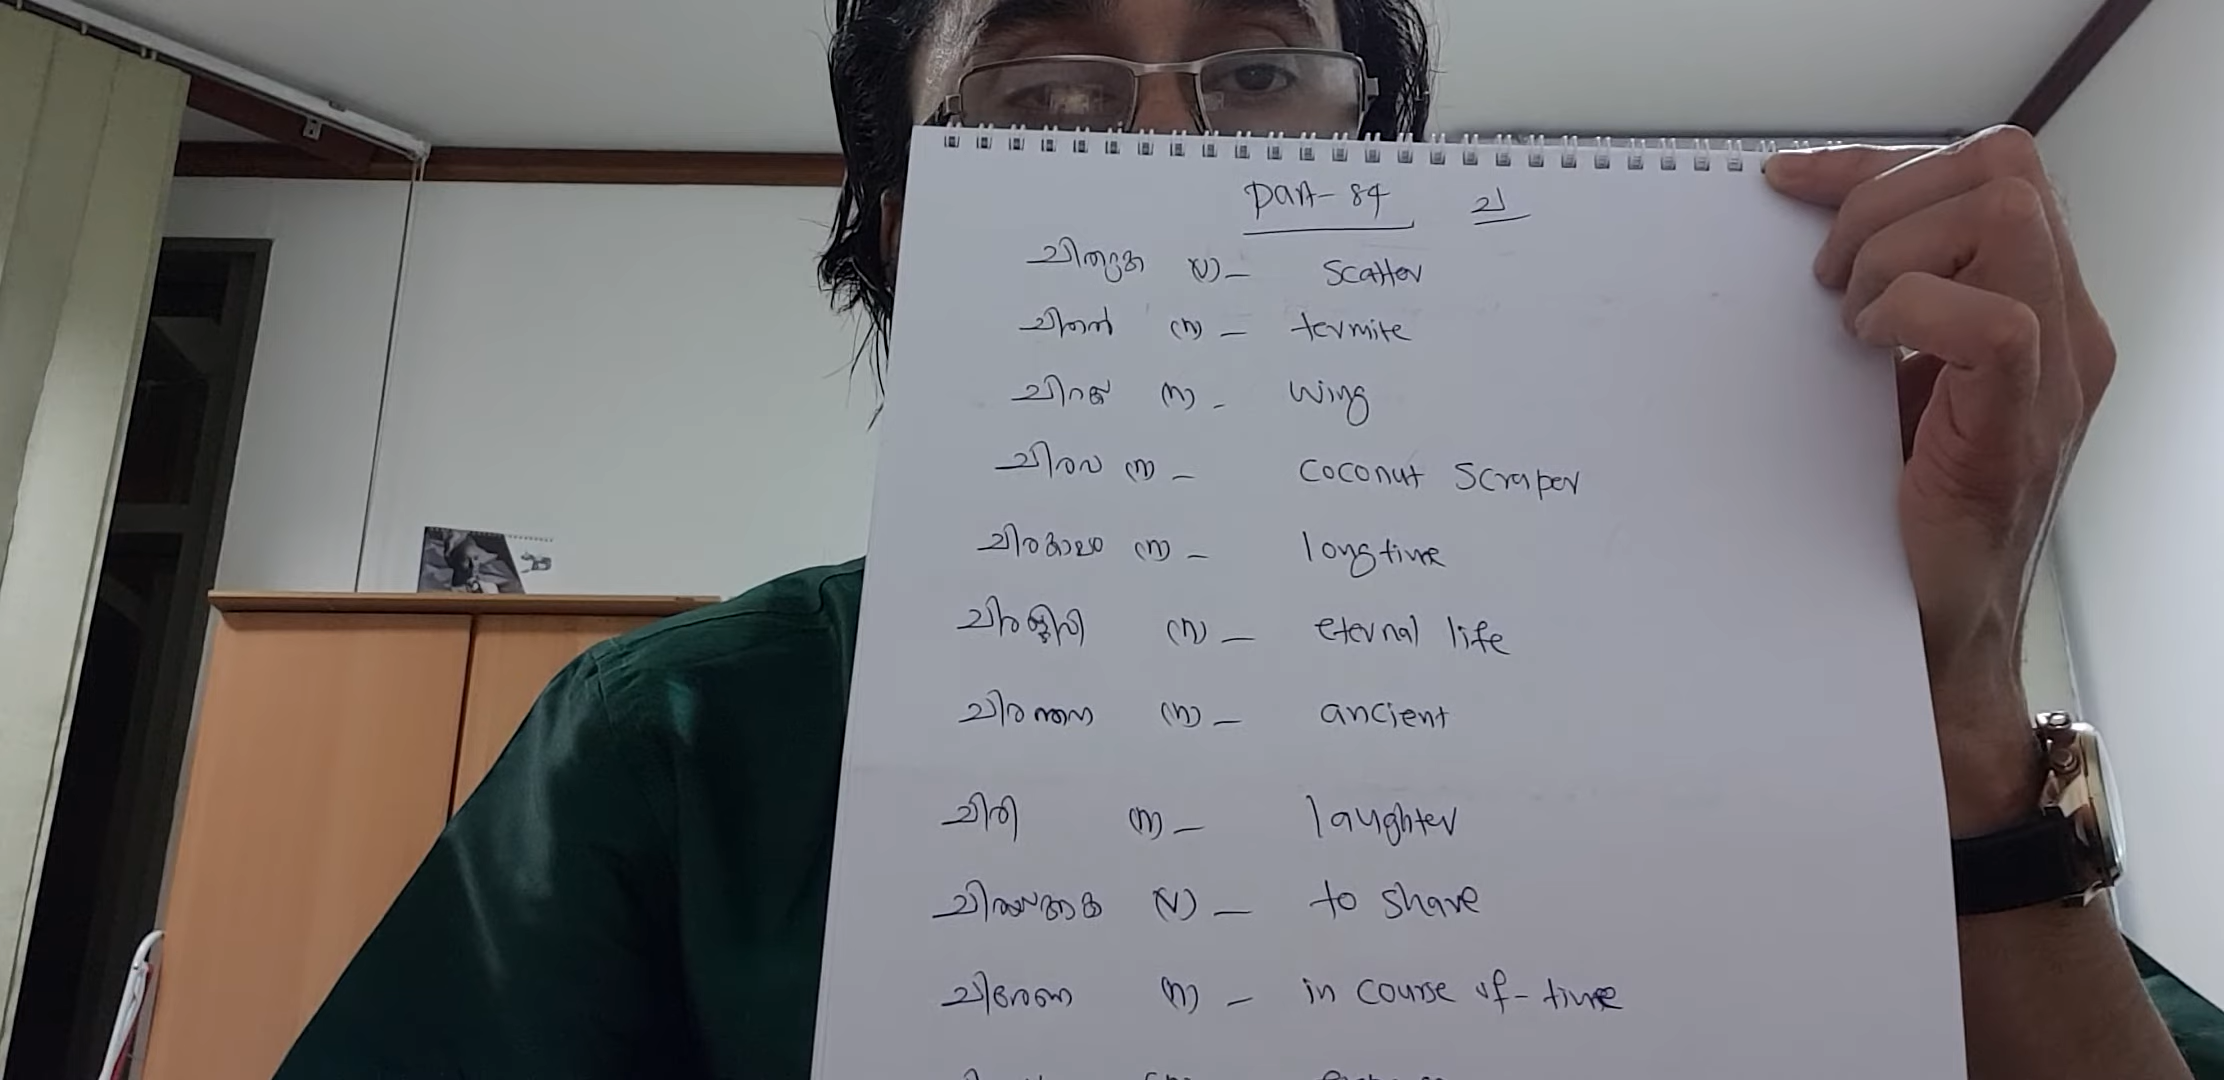 Part-84 ച
ചിതറുക (v) – Scatter
ചിതൽ (n) – termite
ചിറക് (n) - Wing
ചിരവ (n) – Coconut Scraper
ചിരകാലം (n) – long time
ചിരഞ്ജീവി (n) – eternal life
ചിരന്തന (n) – ancient
ചിരി (n) – laughter
(v) – to share
ചിരേണ (n) – in course of-time